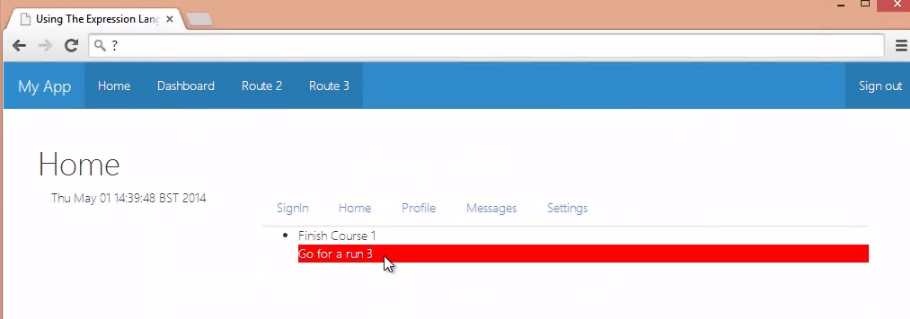 Using The Expression Lang
?
My App Home Dashboard Route 2 Route 3 Sign out
Home
Thu May 01 14:39:48 BST 2014
SignIn Home Profile Messages Settings
Finish Course 1
Go for a run 3